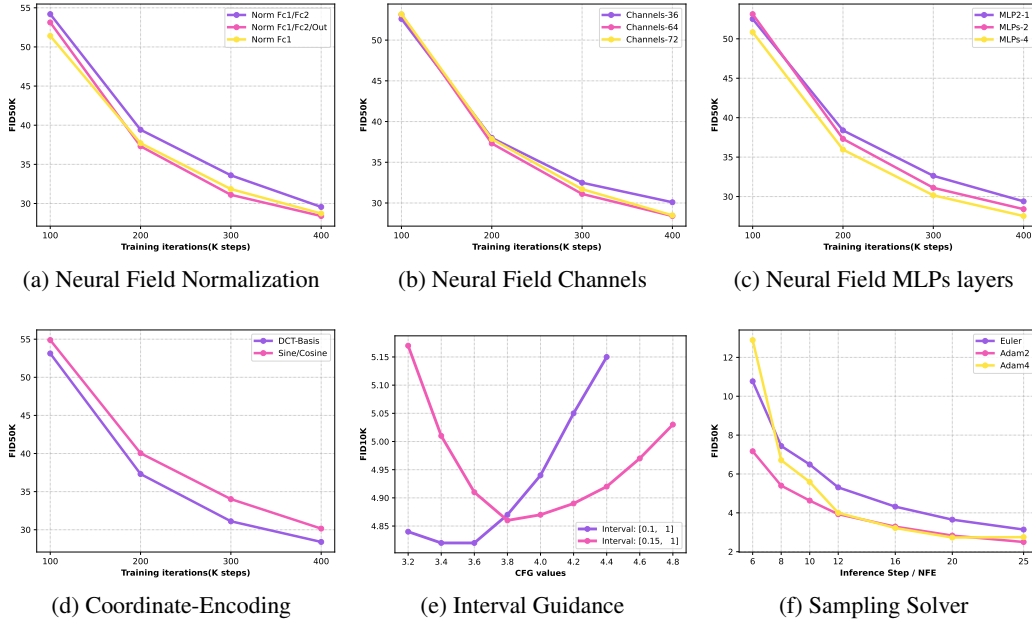 55
50
45
40
35
30
FID50K
Norm Fc1/Fc2
Norm Fc1/Fc2/Out
Norm Fc1
100 200 300 400
Training iterations(K steps)
(a) Neural Field Normalization
50
45
40
35
30
FID50K
Channels-36
Channels-64
Channels-72
100 200 300 400
Training iterations(K steps)
(b) Neural Field Channels
50
45
40
35
30
FID50K
MLP2-1
MLPs-2
MLPs-4
100 200 300 400
Training iterations(K steps)
(c) Neural Field MLPs layers
55
50
45
40
35
30
FID50K
DCT-Basis
Sine/Cosine
100 200 300 400
Training iterations(K steps)
(d) Coordinate-Encoding
5.15
5.10
5.05
5.00
4.95
4.90
4.85
FID10K
Interval: [0.1, 1]
Interval: [0.15, 1]
3.2 3.4 3.6 3.8 4.0 4.2 4.4 4.6 4.8
CFG values
(e) Interval Guidance
12
10
8
6
4
2
FID50K
Euler
Adam2
Adam4
6 8 10 12 16 20 25
Inference Step / NFE
(f) Sampling Solver